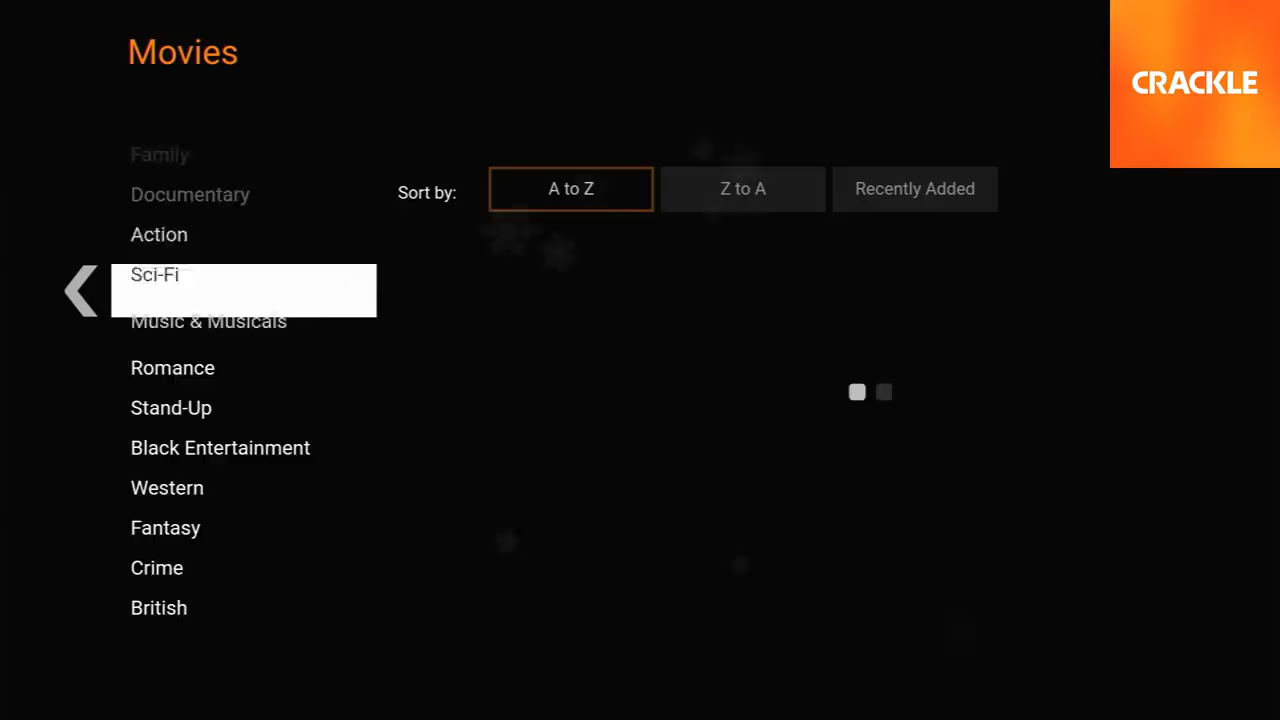 Movies
CRACKLE
Family
Documentary
Action
Sci-Fi
Music & Musicals
Romance
Stand-Up
Black Entertainment
Western
Fantasy
Crime
British
Sort by:
A to Z
Z to A
Recently Added